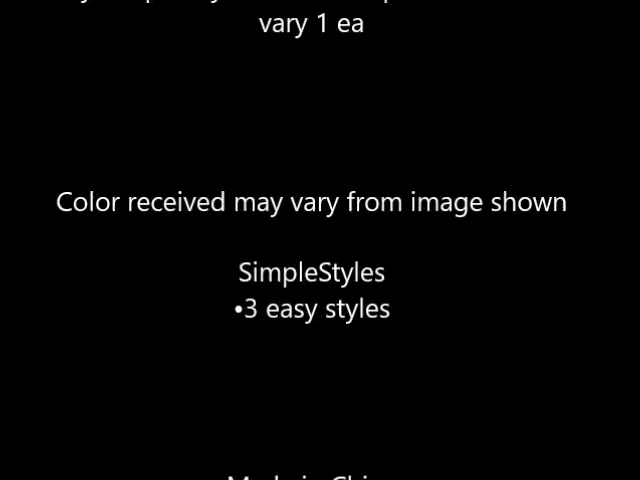 vary 1 ea
Color received may vary from image shown
SimpleStyles
•3 easy styles